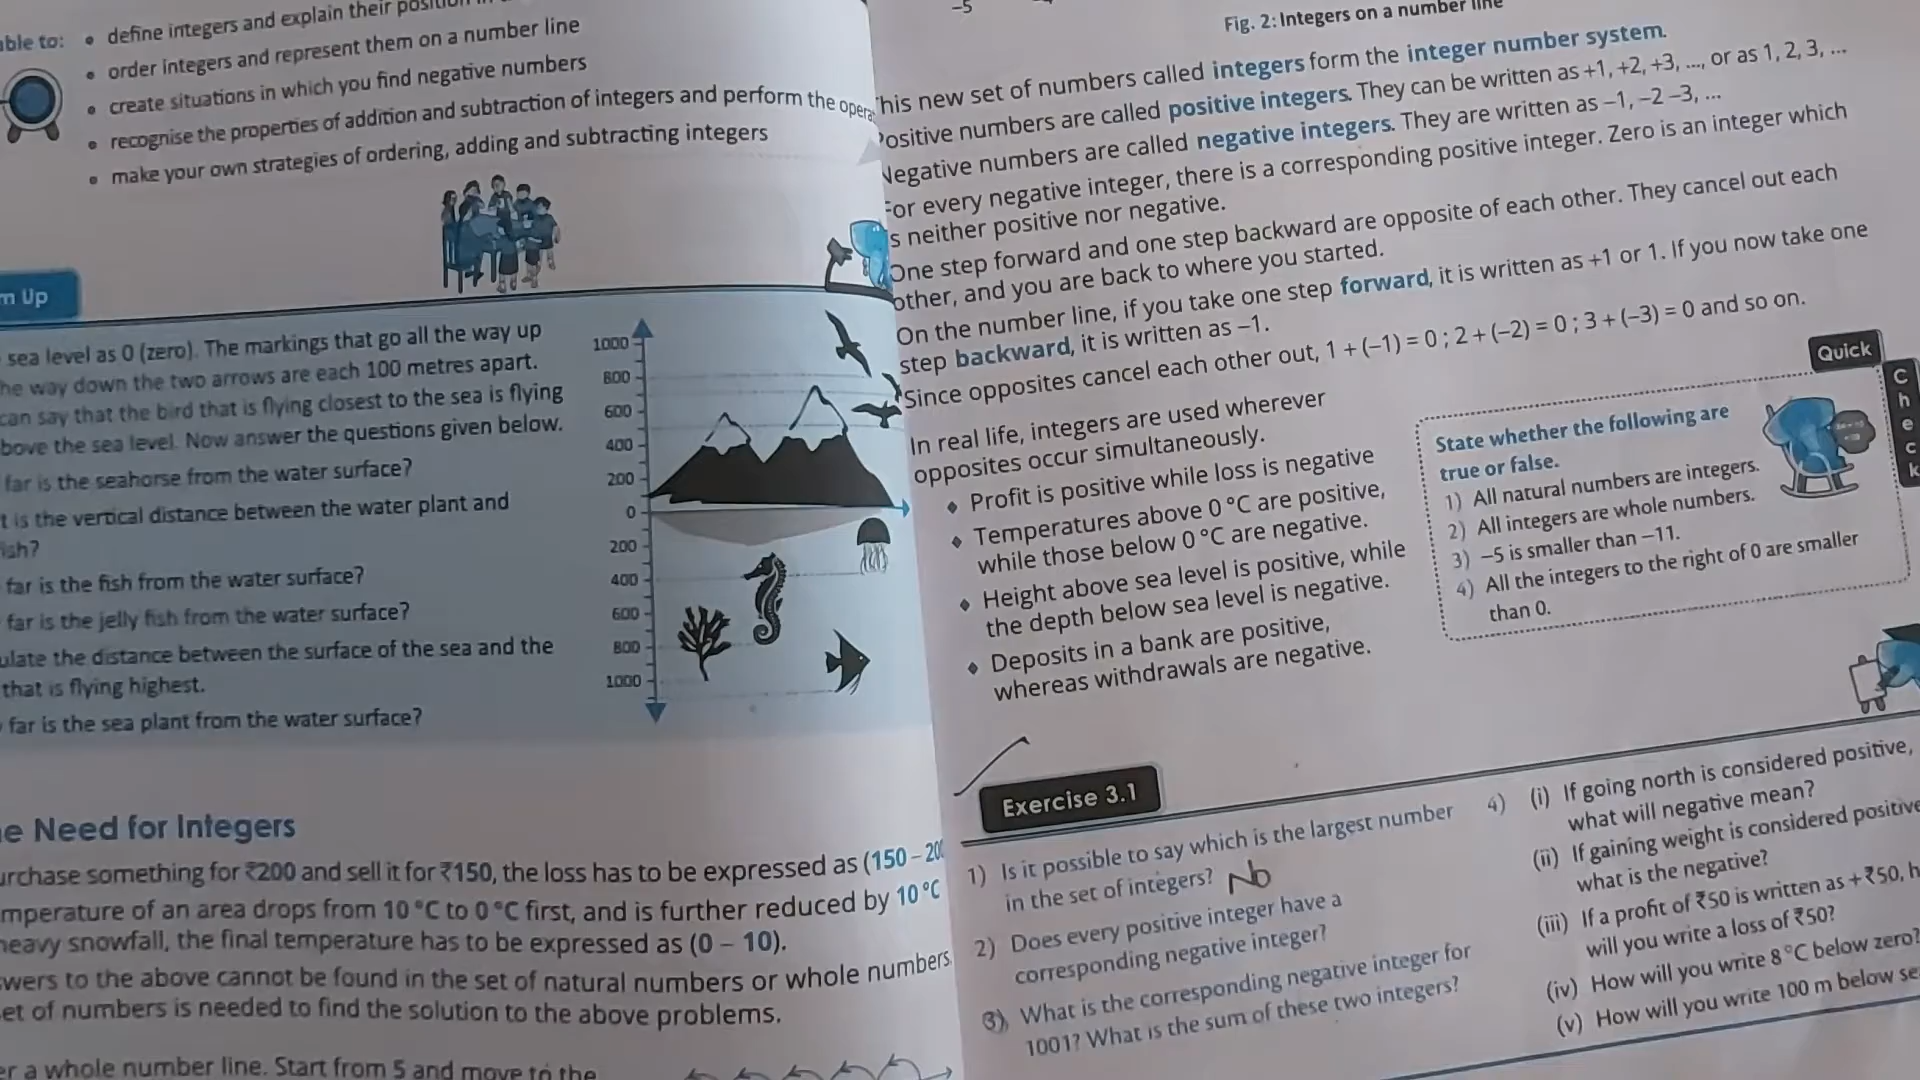 able to: • define integers and explain their position in
• order integers and represent them on a number line
• create situations in which you find negative numbers
• recognise the properties of addition and subtraction of integers and perform the opera
• make your own strategies of ordering, adding and subtracting integers
m Up
sea level as 0 (zero). The markings that go all the way up
he way down the two arrows are each 100 metres apart.
can say that the bird that is flying closest to the sea is flying
bove the sea level. Now answer the questions given below.
far is the seahorse from the water surface?
t is the vertical distance between the water plant and
ish?
far is the fish from the water surface?
far is the jelly fish from the water surface?
ulate the distance between the surface of the sea and the
that is flying highest.
far is the sea plant from the water surface?
1000
800
600
400
200
0
200
400
600
800
1000
e Need for Integers
urchase something for ₹200 and sell it for ₹150, the loss has to be expressed as (150 – 200
mperature of an area drops from 10 °C to 0 °C first, and is further reduced by 10 °C
heavy snowfall, the final temperature has to be expressed as (0 – 10).
wers to the above cannot be found in the set of natural numbers or whole numbers.
et of numbers is needed to find the solution to the above problems.
er a whole number line. Start from 5 and move to the
–5
Fig. 2: Integers on a number line
his new set of numbers called integers form the integer number system.
Positive numbers are called positive integers. They can be written as +1, +2, +3, ..., or as 1, 2, 3, ...
Negative numbers are called negative integers. They are written as –1, –2 –3, ...
For every negative integer, there is a corresponding positive integer. Zero is an integer which
s neither positive nor negative.
One step forward and one step backward are opposite of each other. They cancel out each
other, and you are back to where you started.
On the number line, if you take one step forward, it is written as +1 or 1. If you now take one
step backward, it is written as –1.
Since opposites cancel each other out, 1 + (–1) = 0 ; 2 + (–2) = 0 ; 3 + (–3) = 0 and so on.
In real life, integers are used wherever
opposites occur simultaneously.
♦ Profit is positive while loss is negative
♦ Temperatures above 0 °C are positive,
while those below 0 °C are negative.
♦ Height above sea level is positive, while
the depth below sea level is negative.
♦ Deposits in a bank are positive,
whereas withdrawals are negative.
Quick
Check
State whether the following are
true or false.
1) All natural numbers are integers.
2) All integers are whole numbers.
3) –5 is smaller than –11.
4) All the integers to the right of 0 are smaller
than 0.
Exercise 3.1
1) Is it possible to say which is the largest number
in the set of integers? No
2) Does every positive integer have a
corresponding negative integer?
3) What is the corresponding negative integer for
1001? What is the sum of these two integers?
4) (i) If going north is considered positive,
what will negative mean?
(ii) If gaining weight is considered positive
what is the negative?
(iii) If a profit of ₹50 is written as +₹50, h
will you write a loss of ₹50?
(iv) How will you write 8 °C below zero?
(v) How will you write 100 m below se